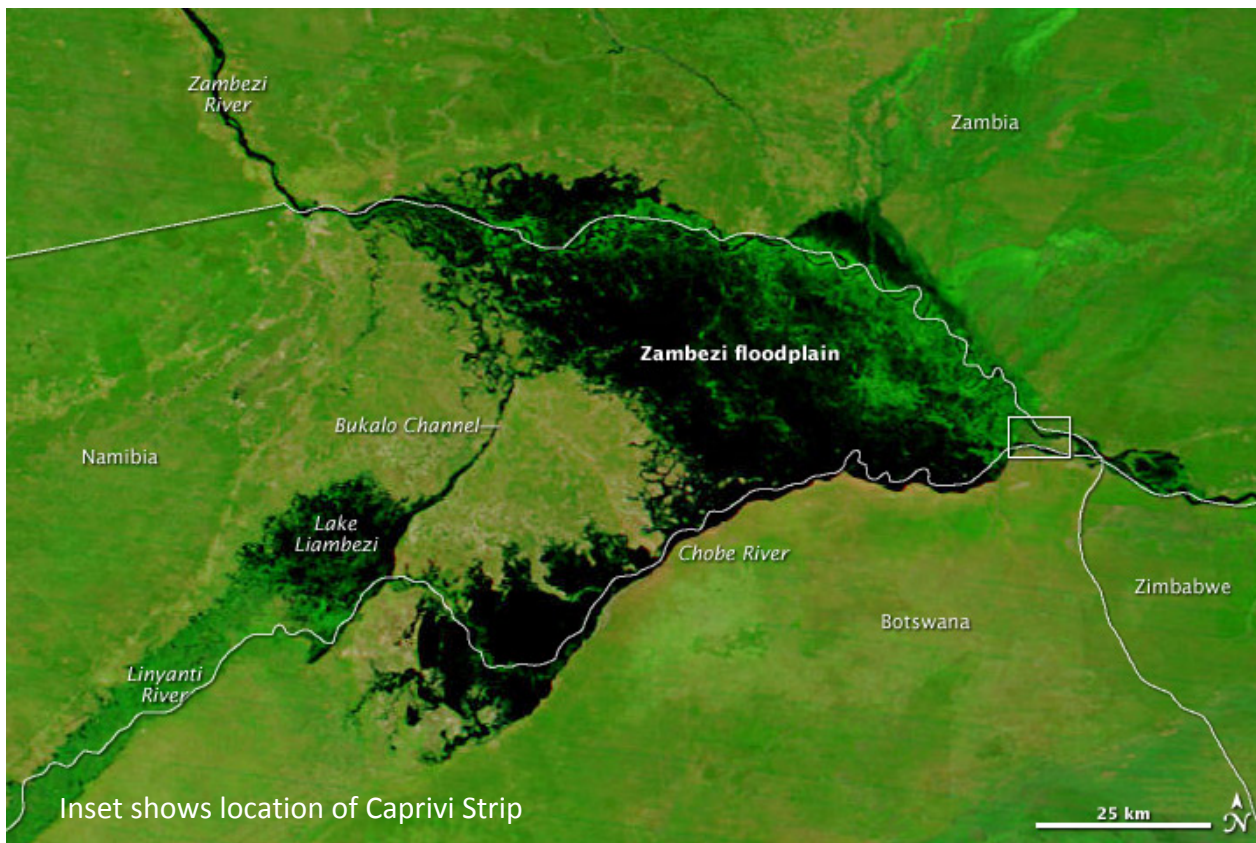 Zambezi
River
Zambia
Zambezi floodplain
Bukalo Channel
Namibia
Lake
Liambezi
Chobe River
Zimbabwe
Botswana
Linyanti
River
Inset shows location of Caprivi Strip
25 km
N